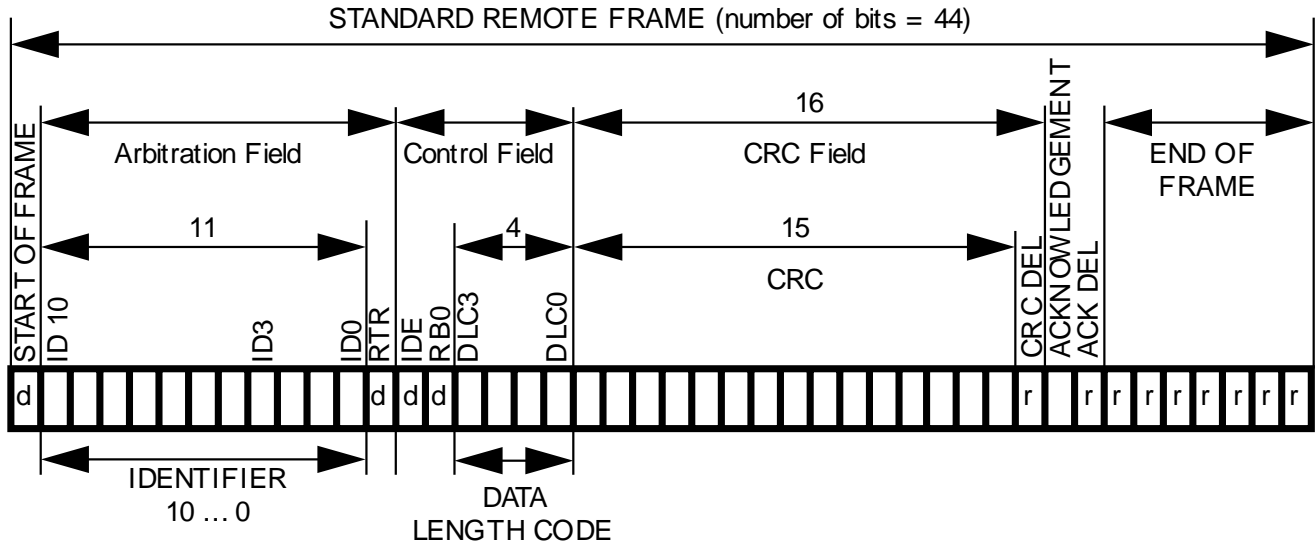 STANDARD REMOTE FRAME (number of bits = 44)
16
Arbitration Field
Control Field
CRC Field
END OF
FRAME
11
4
15
CRC
START OF FRAME
ID 10
ID3
ID0
RTR
IDE
RB0
DLC3
DLC0
CRC DEL
ACKNOWLEDGEMENT
ACK DEL
d d d d r r r r r r r r r
IDENTIFIER
10 ... 0
DATA
LENGTH CODE